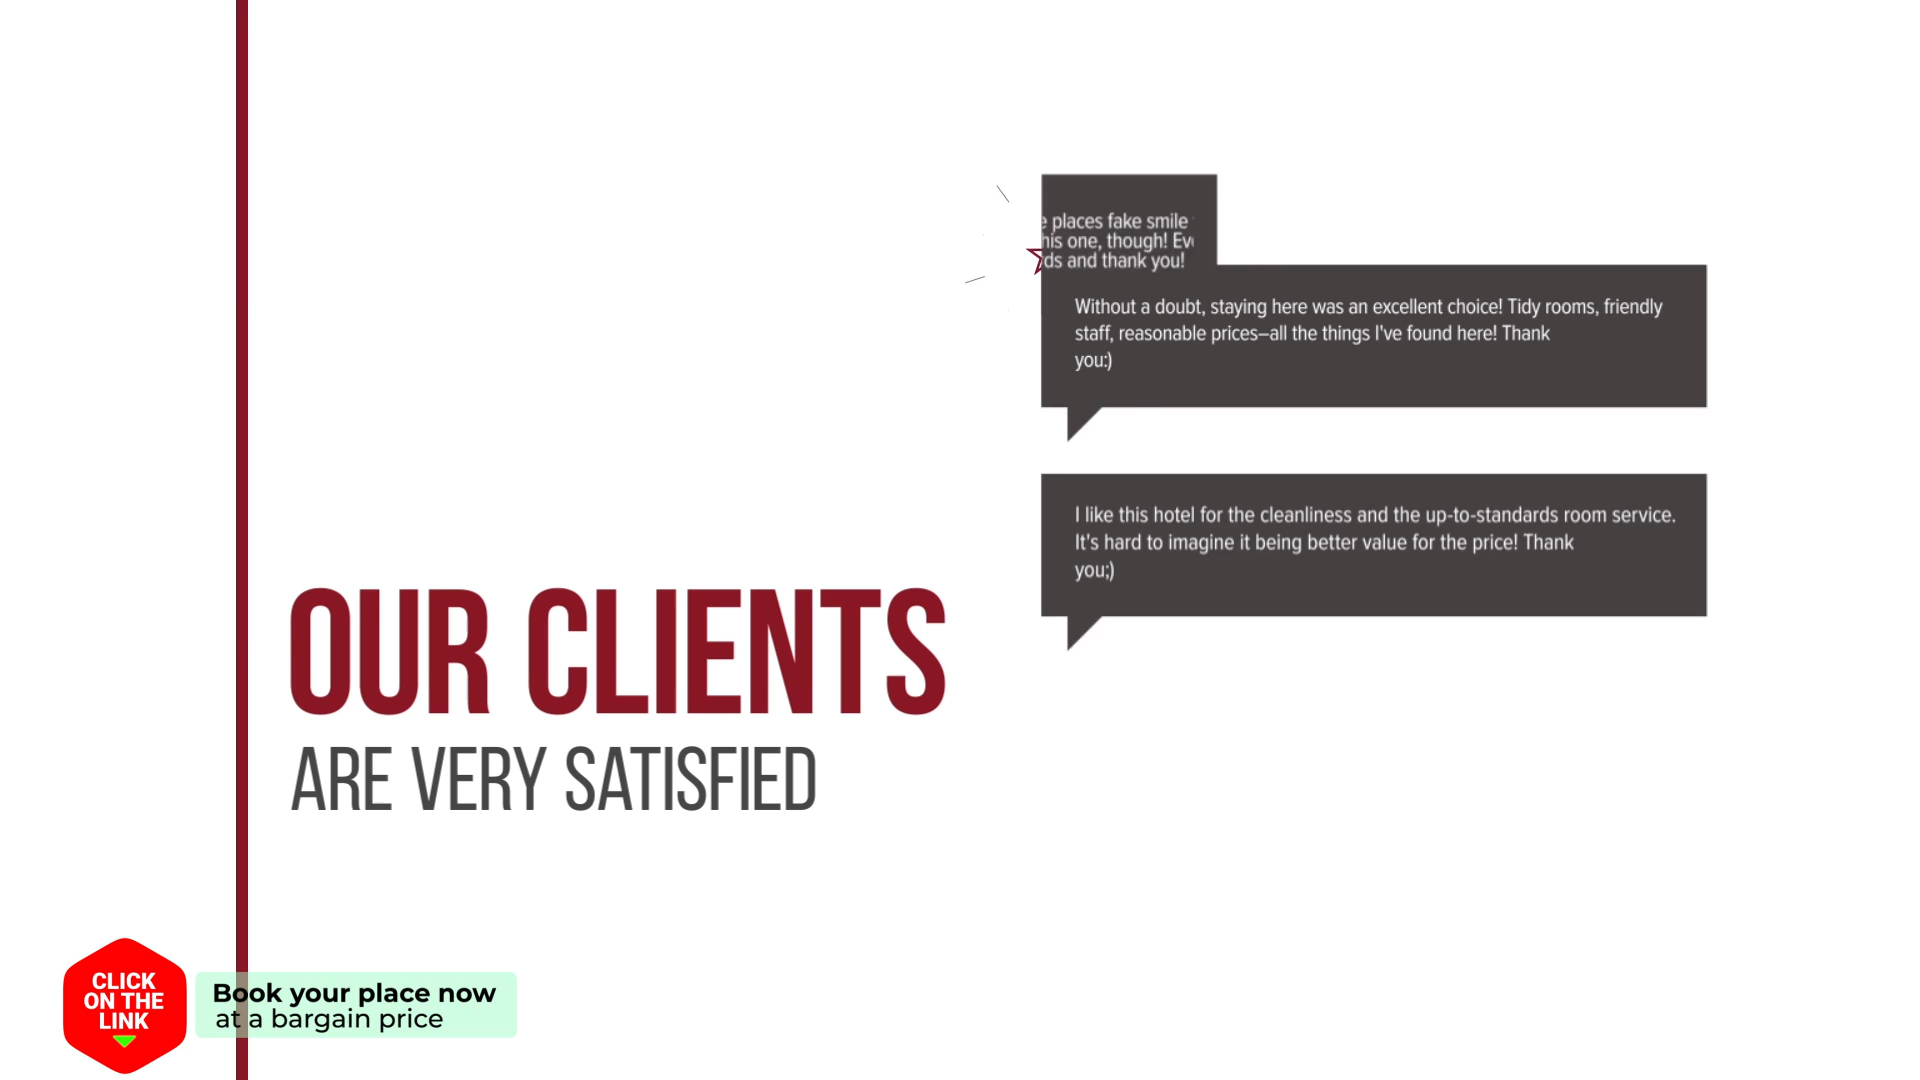 places fake smile
his one, though! Ev
ds and thank you!
Without a doubt, staying here was an excellent choice! Tidy rooms, friendly
staff, reasonable prices–all the things I've found here! Thank
you:)
I like this hotel for the cleanliness and the up-to-standards room service.
It's hard to imagine it being better value for the price! Thank
you;)
OUR CLIENTS
ARE VERY SATISFIED
CLICK
ON THE
LINK
Book your place now
at a bargain price